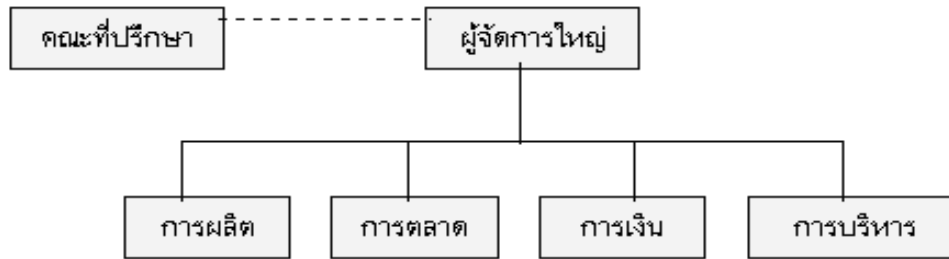 คณะที่ปรึกษา
ผู้จัดการใหญ่
การผลิต
การตลาด
การเงิน
การบริหาร